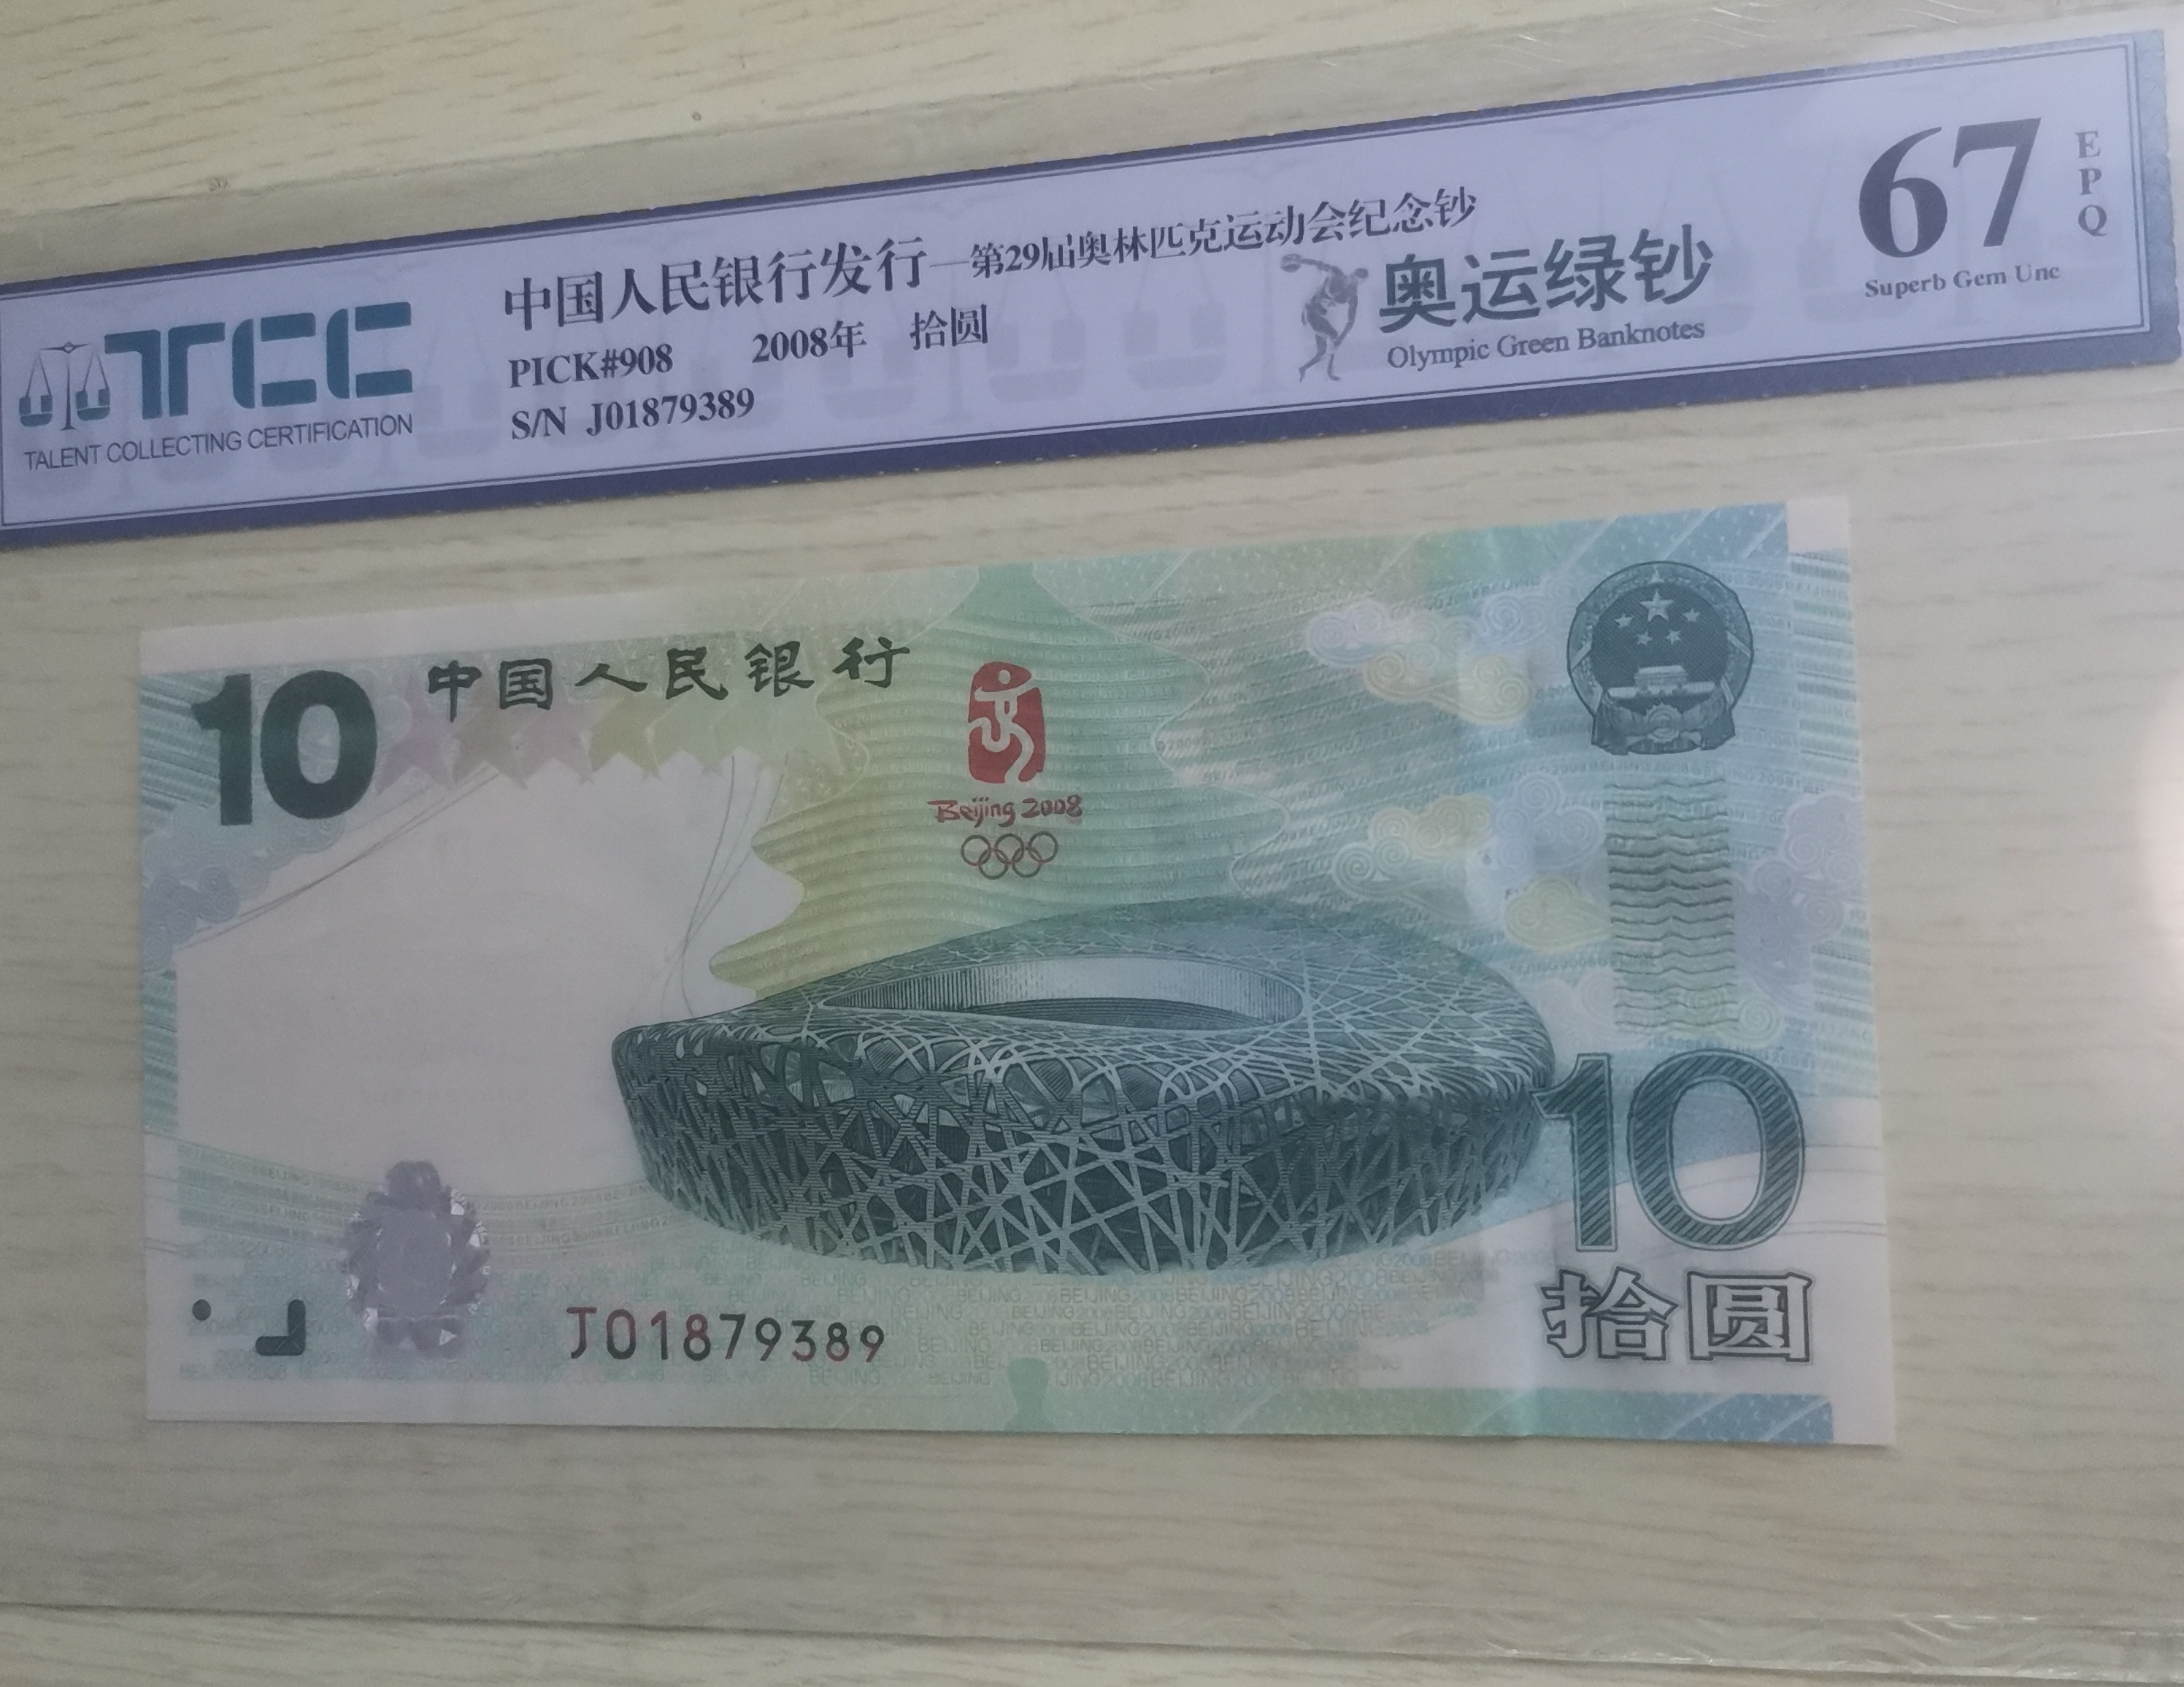 TCC
TALENT COLLECTING CERTIFICATION
中国人民银行发行—第29届奥林匹克运动会纪念钞
PICK#908 2008年 拾圆
S/N J01879389
奥运绿钞
Olympic Green Banknotes
67
EPQ
Superb Gem Unc
10
中国人民银行
Beijing 2008
10
拾圆
J01879389